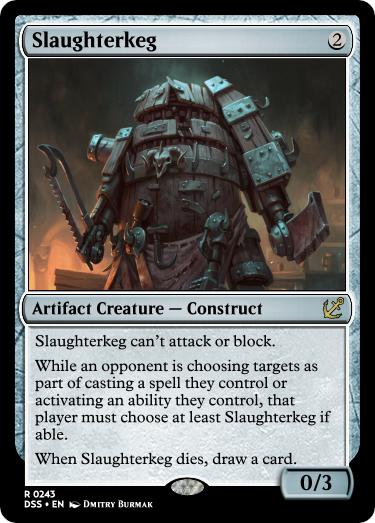 Slaughterkeg 2
Artifact Creature — Construct
Slaughterkeg can't attack or block.
While an opponent is choosing targets as
part of casting a spell they control or
activating an ability they control, that
player must choose at least Slaughterkeg if
able.
When Slaughterkeg dies, draw a card.
0/3
R 0243
DSS • EN Dmitry Burmak